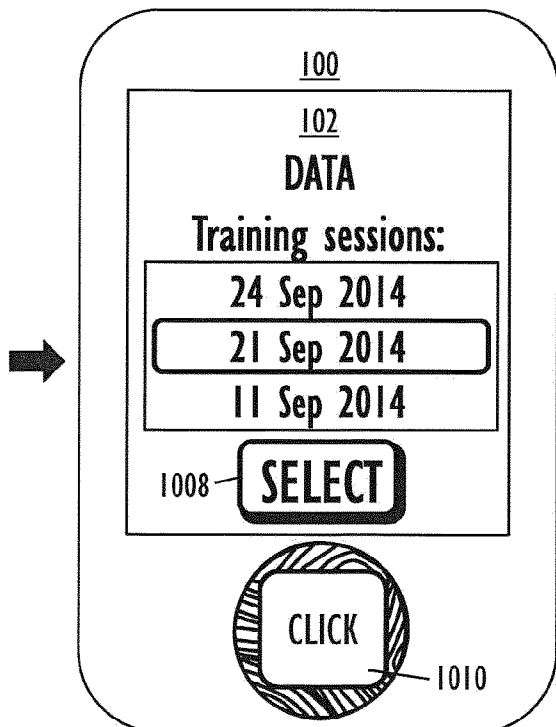 100
102
DATA
Training sessions:
24 Sep 2014
21 Sep 2014
11 Sep 2014
1008 SELECT
CLICK
1010